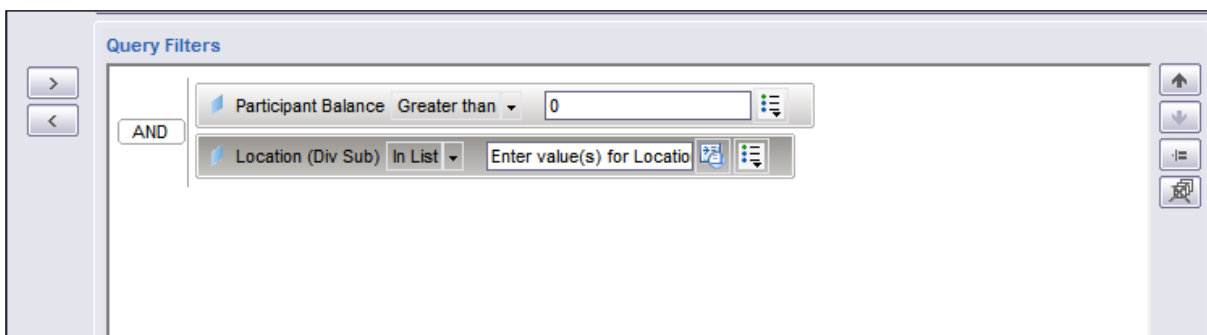 Query Filters
>
<
AND
Participant Balance Greater than 0
Location (Div Sub) In List Enter value(s) for Locatio